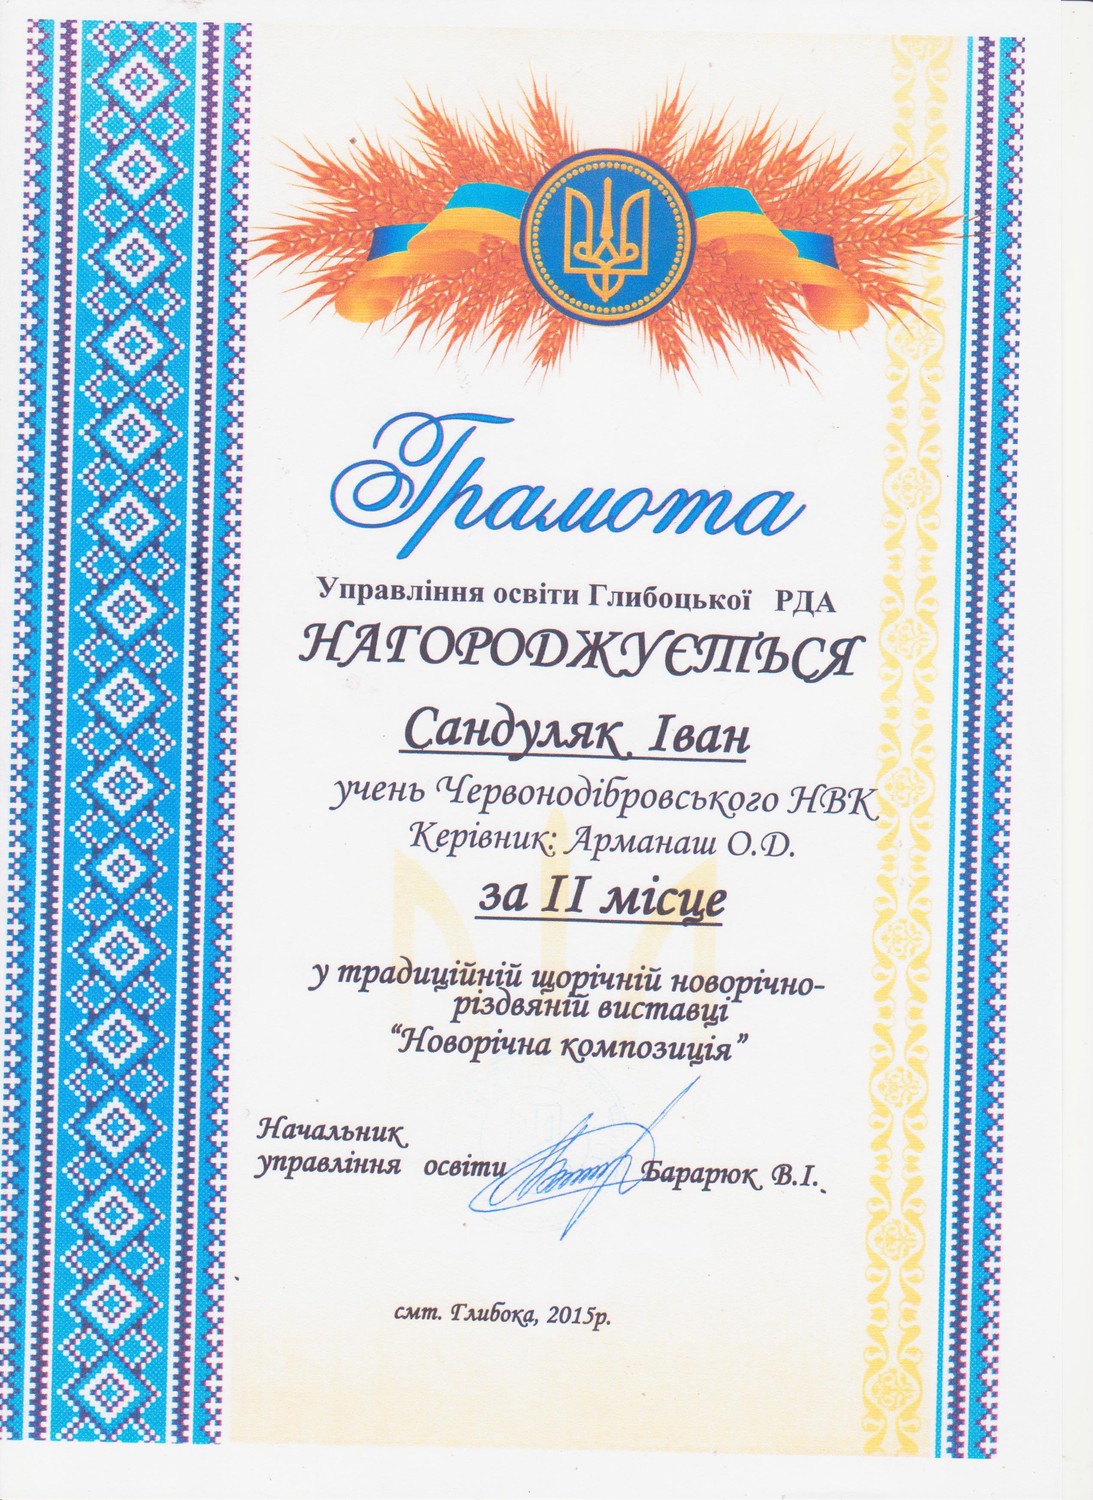 Грамота
Управління освіти Глибоцької РДА
НАГОРОДЖУЄТЬСЯ
Сандуляк Іван
учень Червонодібровського НВК
Керівник: Арманаш О.Д.
за ІІ місце
у традиційній щорічній новорічно-
різдвяній виставці
“Новорічна композиція”
Начальник
управління освіти Барарюк В.І.
смт. Глибока, 2015р.